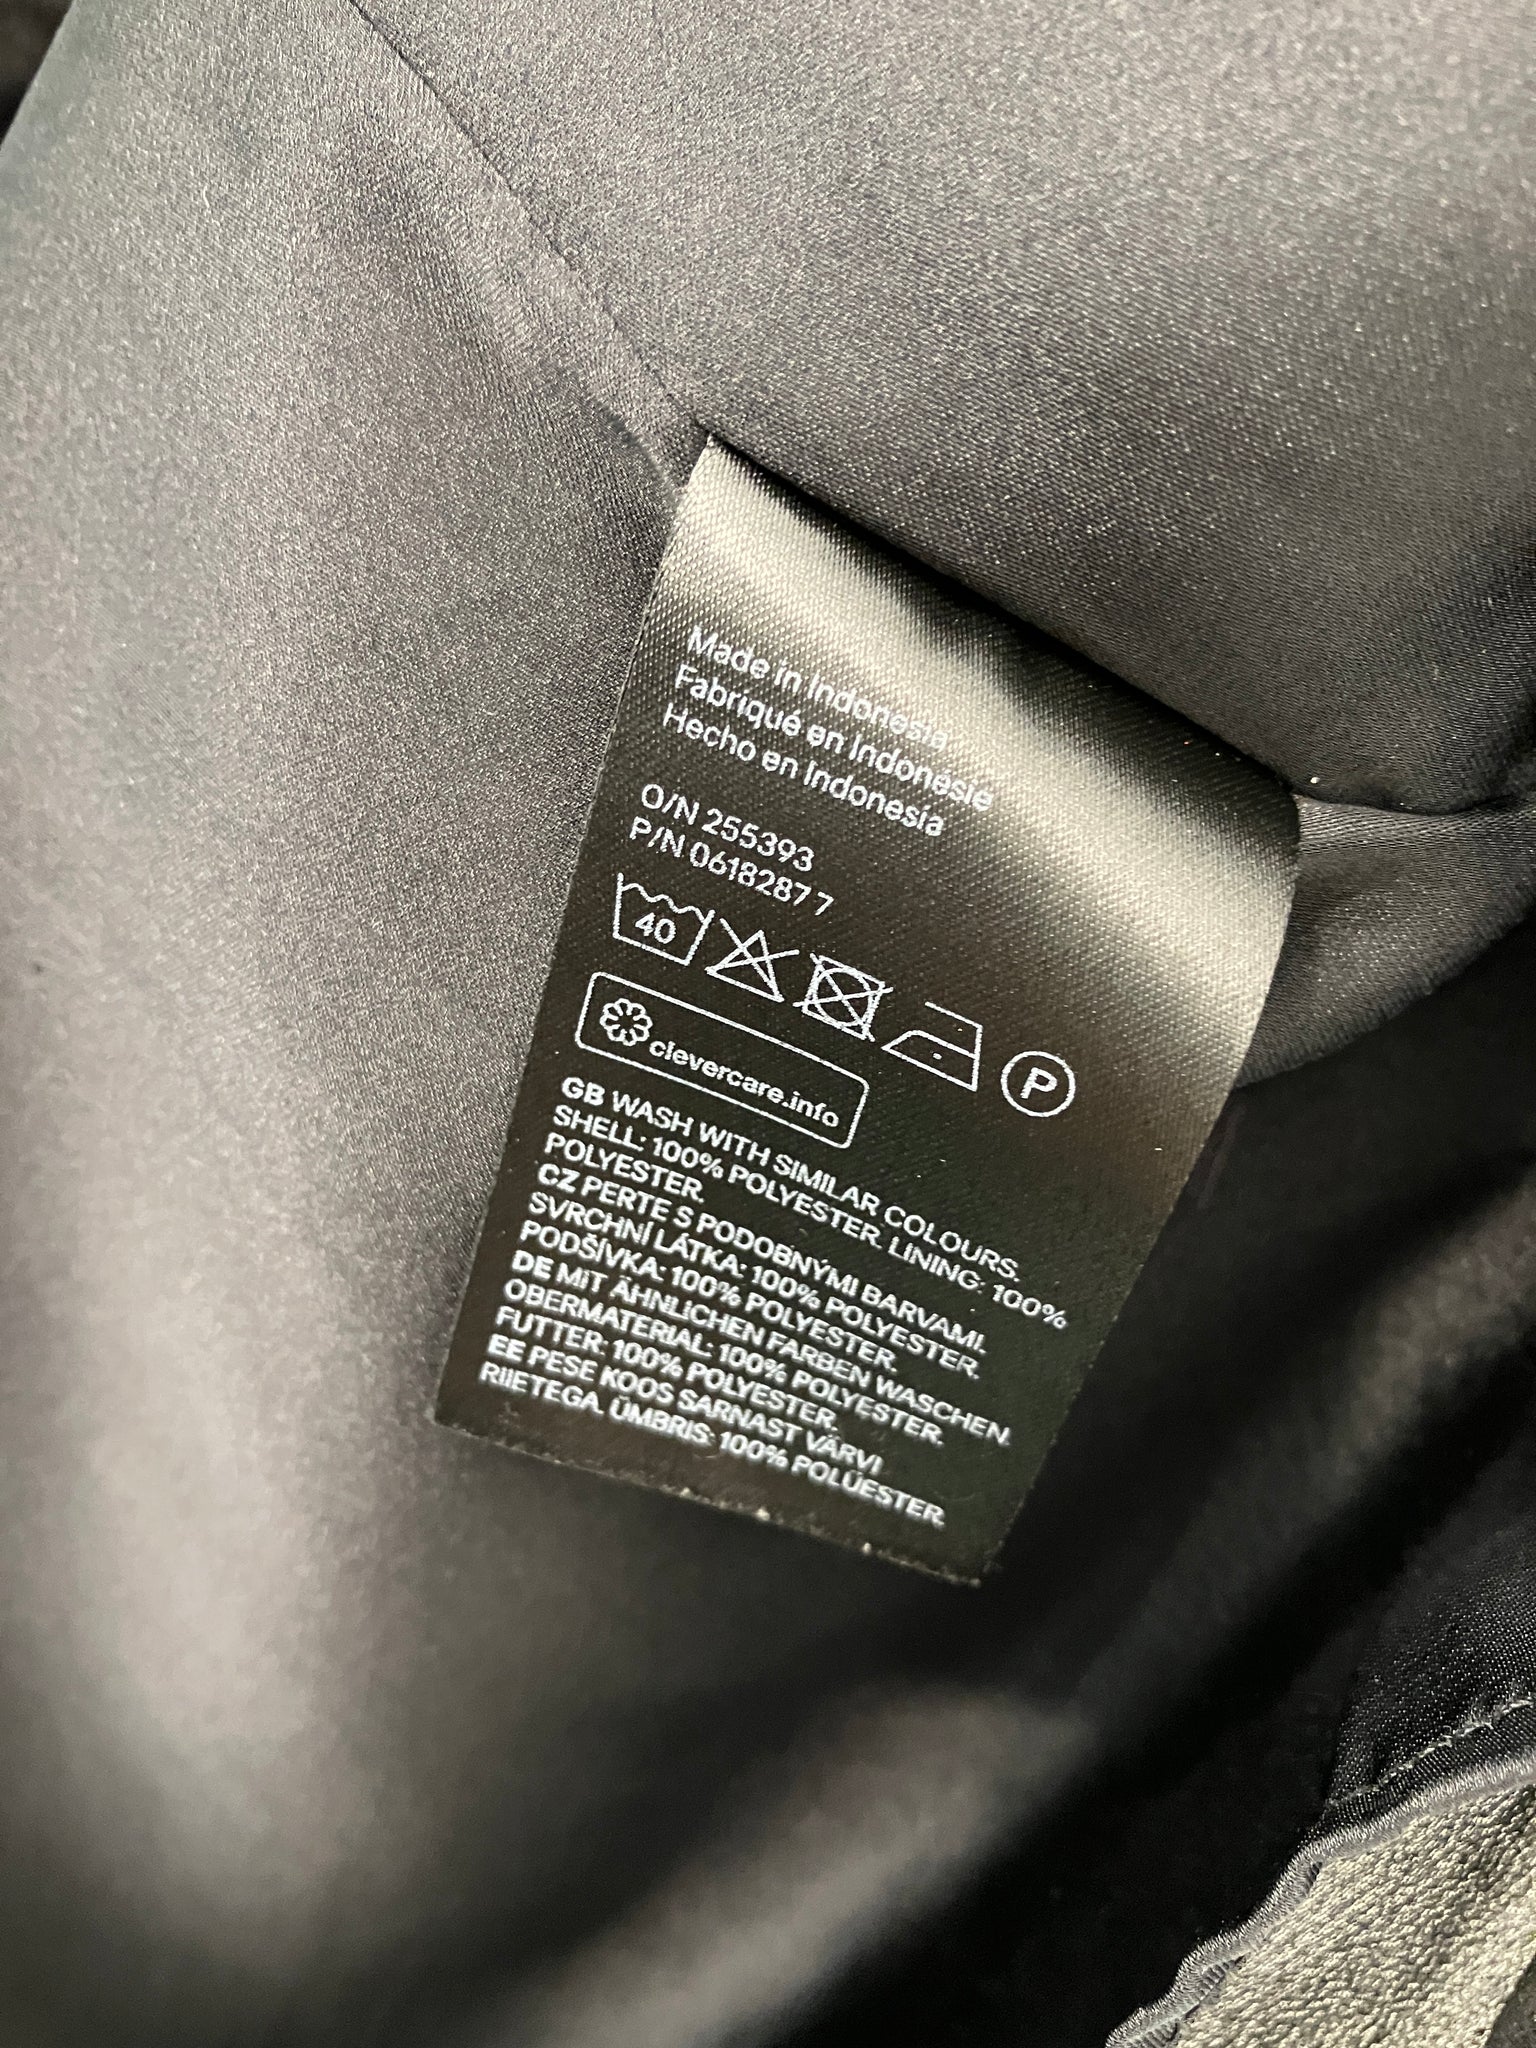 Made in Indonesia
Fabriqué en Indonésie
Hecho en Indonesia
O/N 255393
P/N 0618287 7
40
P
clevercare.info
GB WASH WITH SIMILAR COLOURS.
SHELL: 100% POLYESTER. LINING: 100%
POLYESTER.
CZ PERTE S PODOBNÝMI BARVAMI.
SVRCHNÍ LÁTKA: 100% POLYESTER.
PODŠÍVKA: 100% POLYESTER.
DE MIT ÄHNLICHEN FARBEN WASCHEN.
OBERMATERIAL: 100% POLYESTER.
FUTTER: 100% POLYESTER.
EE PESE KOOS SARNAST VÄRVI
RIIETEGA. ÜMBRIS: 100% POLÜESTER.